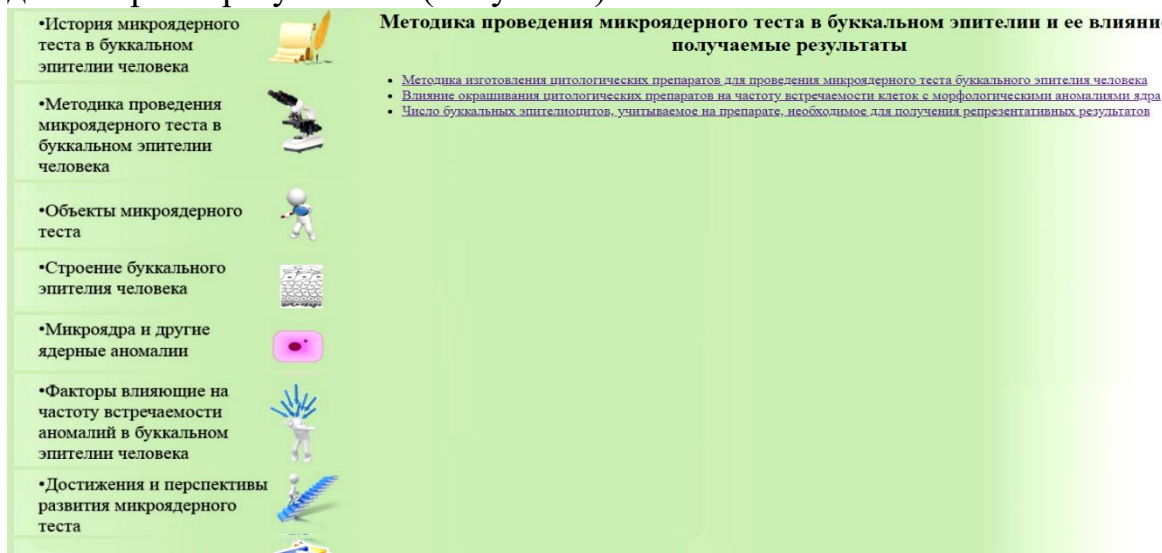 •История микроядерного
теста в буккальном
эпителии человека
•Методика проведения
микроядерного теста в
буккальном эпителии
человека
•Объекты микроядерного
теста
•Строение буккального
эпителия человека
•Микроядра и другие
ядерные аномалии
•Факторы влияющие на
частоту встречаемости
аномалий в буккальном
эпителии человека
•Достижения и перспективы
развития микроядерного
теста
Методика проведения микроядерного теста в буккальном эпителии и ее влияни
получаемые результаты
• Методика изготовления цитологических препаратов для проведения микроядерного теста буккального эпителия человека
• Влияние окрашивания цитологических препаратов на частоту встречаемости клеток с морфологическими аномалиями ядра
• Число буккальных эпителиоцитов, учитываемое на препарате, необходимое для получения репрезентативных результатов